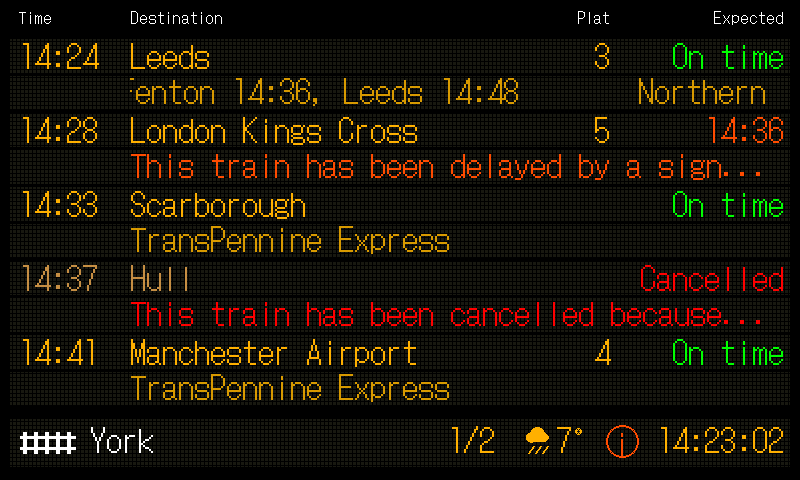 Time Destination Plat Expected
14:24 Leeds 3 On time
enton 14:36, Leeds 14:48 Northern
14:28 London Kings Cross 5 14:36
This train has been delayed by a sign...
14:33 Scarborough On time
TransPennine Express
14:37 Hull Cancelled
This train has been cancelled because...
14:41 Manchester Airport 4 On time
TransPennine Express
York 1/2 7° i 14:23:02